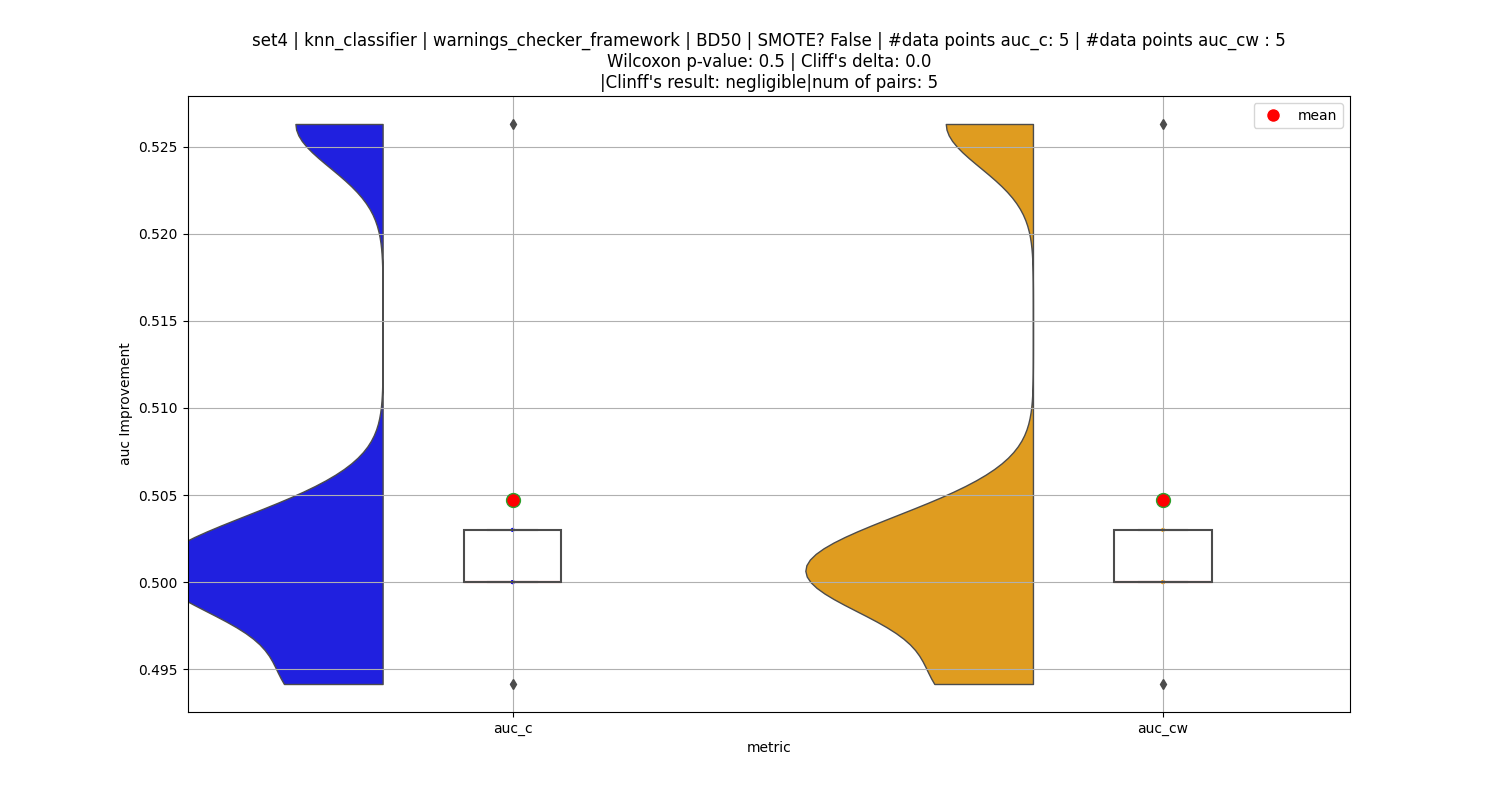 set4 | knn_classifier | warnings_checker_framework | BD50 | SMOTE? False | #data points auc_c: 5 | #data points auc_cw : 5
Wilcoxon p-value: 0.5 | Cliff's delta: 0.0
|Clinff's result: negligible|num of pairs: 5
mean
0.525
0.520
0.515
0.510
0.505
0.500
0.495
auc Improvement
auc_c
auc_cw
metric